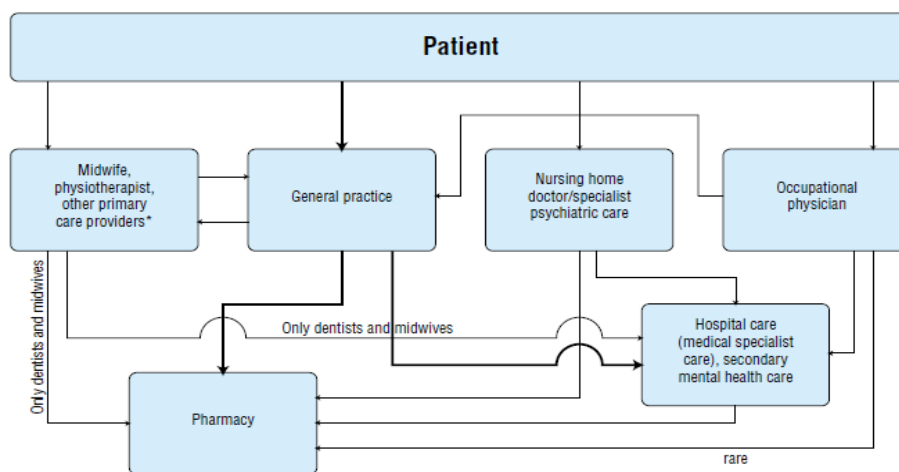 Patient
Midwife,
physiotherapist,
other primary
care providers*
General practice
Nursing home
doctor/specialist
psychiatric care
Occupational
physician
Only dentists and midwives
Only dentists and midwives
Hospital care
(medical specialist
care), secondary
mental health care
Pharmacy
rare